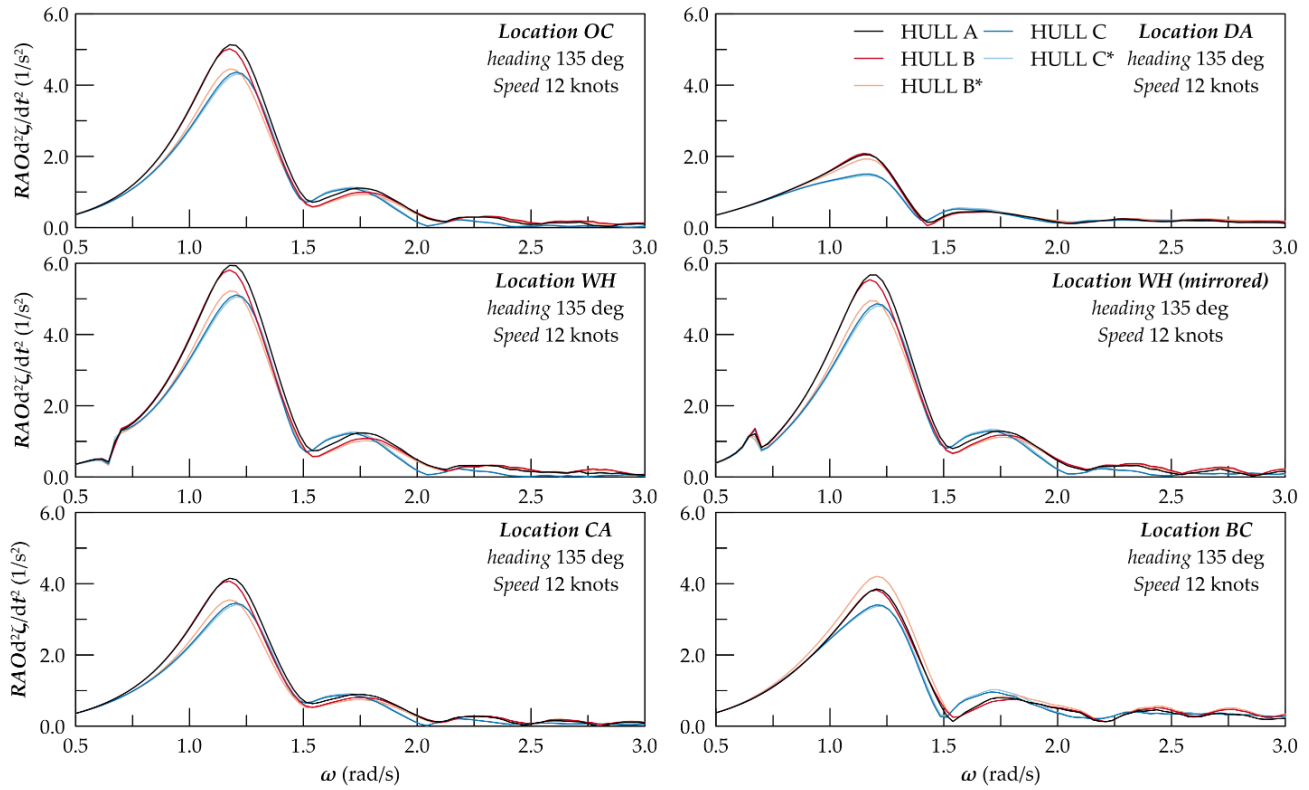 6.0
4.0
2.0
0.0
RAOd²ζ/dt² (1/s²)
Location OC
heading 135 deg
Speed 12 knots
0.5 1.0 1.5 2.0 2.5 3.0
6.0
4.0
2.0
0.0
HULL A
HULL B
HULL B*
HULL C
HULL C*
Location DA
heading 135 deg
Speed 12 knots
0.5 1.0 1.5 2.0 2.5 3.0
6.0
4.0
2.0
0.0
RAOd²ζ/dt² (1/s²)
Location WH
heading 135 deg
Speed 12 knots
0.5 1.0 1.5 2.0 2.5 3.0
6.0
4.0
2.0
0.0
Location WH (mirrored)
heading 135 deg
Speed 12 knots
0.5 1.0 1.5 2.0 2.5 3.0
6.0
4.0
2.0
0.0
RAOd²ζ/dt² (1/s²)
Location CA
heading 135 deg
Speed 12 knots
0.5 1.0 1.5 2.0 2.5 3.0
ω (rad/s)
6.0
4.0
2.0
0.0
Location BC
heading 135 deg
Speed 12 knots
0.5 1.0 1.5 2.0 2.5 3.0
ω (rad/s)